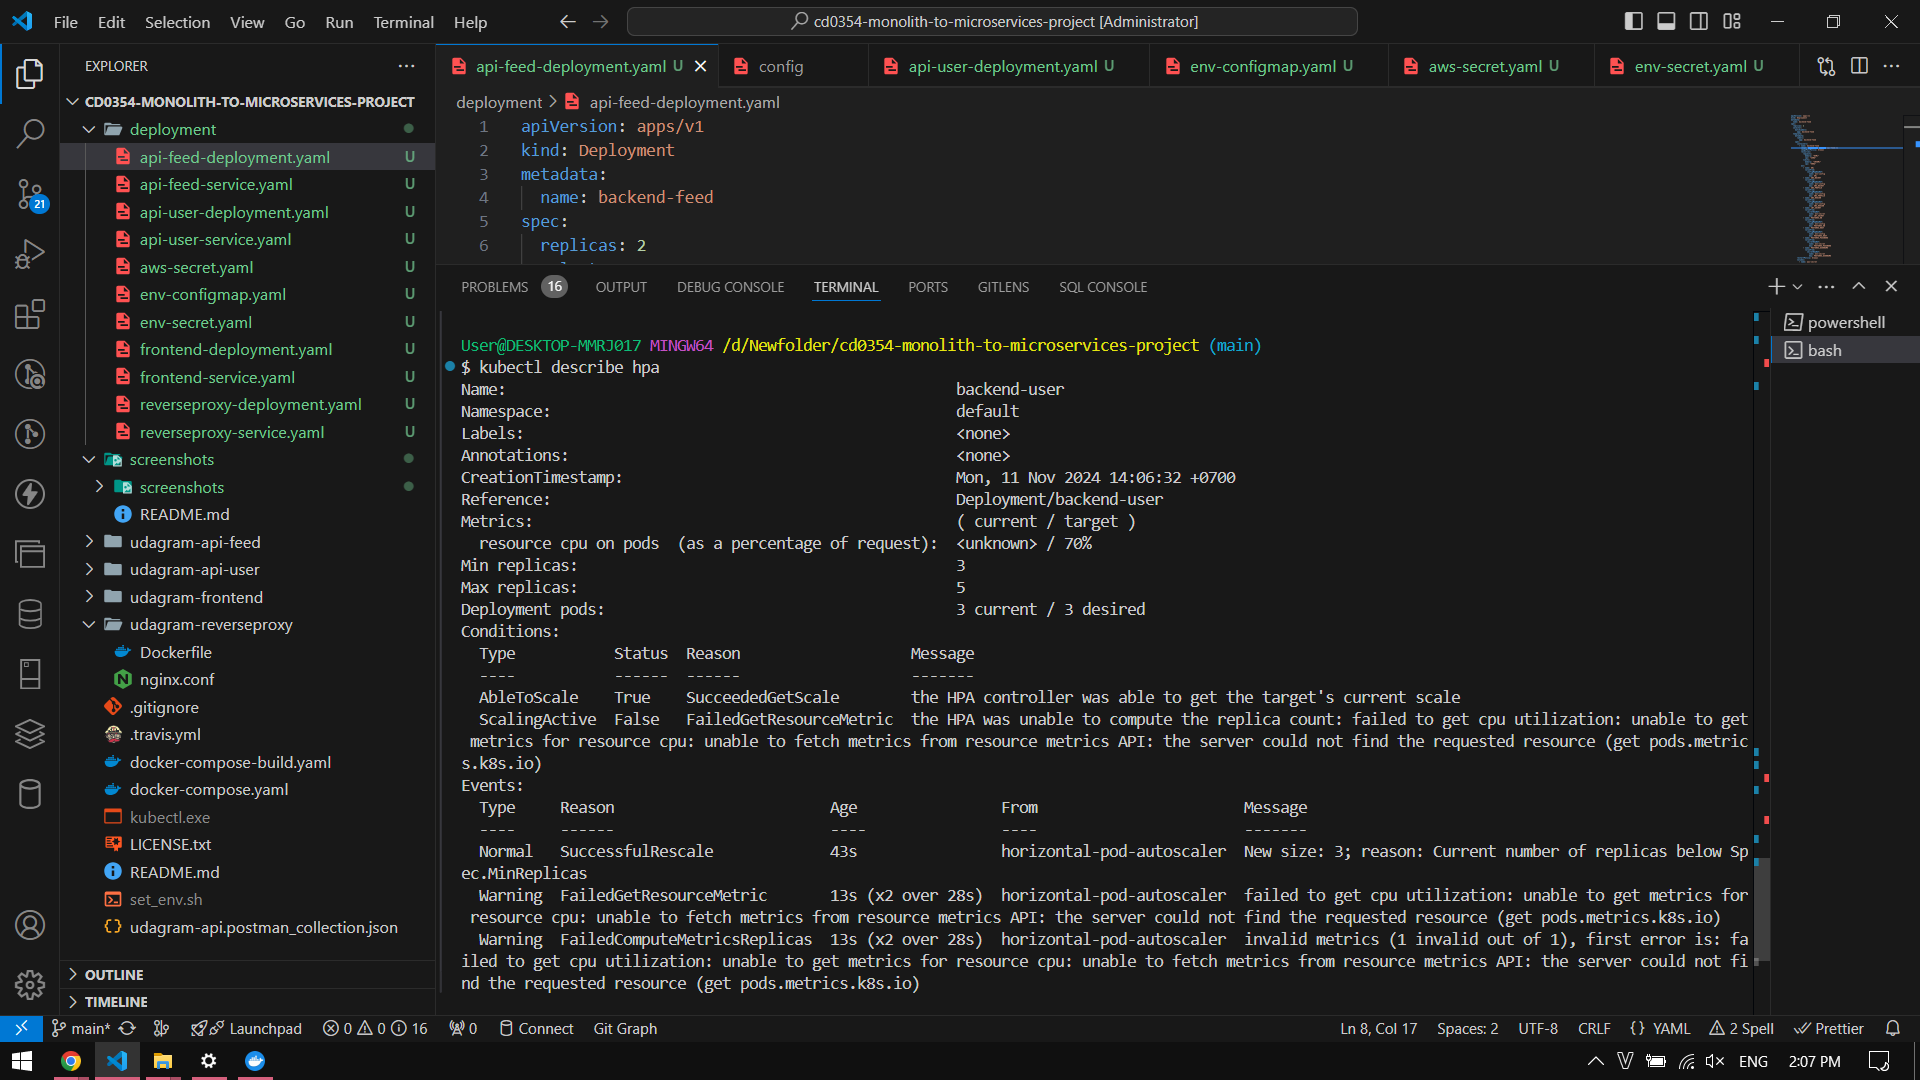 File Edit Selection View Go Run Terminal Help
cd0354-monolith-to-microservices-project [Administrator]
EXPLORER
CD0354-MONOLITH-TO-MICROSERVICES-PROJECT
deployment
api-feed-deployment.yaml U
api-feed-service.yaml U
api-user-deployment.yaml U
api-user-service.yaml U
aws-secret.yaml U
env-configmap.yaml U
env-secret.yaml U
frontend-deployment.yaml U
frontend-service.yaml U
reverseproxy-deployment.yaml U
reverseproxy-service.yaml U
screenshots
screenshots
README.md
udagram-api-feed
udagram-api-user
udagram-frontend
udagram-reverseproxy
Dockerfile
nginx.conf
.gitignore
.travis.yml
docker-compose-build.yaml
docker-compose.yaml
kubectl.exe
LICENSE.txt
README.md
set_env.sh
udagram-api.postman_collection.json
OUTLINE
TIMELINE
21
api-feed-deployment.yaml U config api-user-deployment.yaml U env-configmap.yaml U aws-secret.yaml U env-secret.yaml U
deployment > api-feed-deployment.yaml
1 apiVersion: apps/v1
2 kind: Deployment
3 metadata:
4 name: backend-feed
5 spec:
6 replicas: 2
PROBLEMS 16 OUTPUT DEBUG CONSOLE TERMINAL PORTS GITLENS SQL CONSOLE
powershell
bash
User@DESKTOP-MMRJ017 MINGW64 /d/Newfolder/cd0354-monolith-to-microservices-project (main)
$ kubectl describe hpa
Name: backend-user
Namespace: default
Labels: <none>
Annotations: <none>
CreationTimestamp: Mon, 11 Nov 2024 14:06:32 +0700
Reference: Deployment/backend-user
Metrics: ( current / target )
resource cpu on pods (as a percentage of request): <unknown> / 70%
Min replicas: 3
Max replicas: 5
Deployment pods: 3 current / 3 desired
Conditions:
Type Status Reason Message
---- ------ ------ -------
AbleToScale True SucceededGetScale the HPA controller was able to get the target's current scale
ScalingActive False FailedGetResourceMetric the HPA was unable to compute the replica count: failed to get cpu utilization: unable to get
metrics for resource cpu: unable to fetch metrics from resource metrics API: the server could not find the requested resource (get pods.metric
s.k8s.io)
Events:
Type Reason Age From Message
---- ------ ---- ---- -------
Normal SuccessfulRescale 43s horizontal-pod-autoscaler New size: 3; reason: Current number of replicas below Sp
ec.MinReplicas
Warning FailedGetResourceMetric 13s (x2 over 28s) horizontal-pod-autoscaler failed to get cpu utilization: unable to get metrics for
resource cpu: unable to fetch metrics from resource metrics API: the server could not find the requested resource (get pods.metrics.k8s.io)
Warning FailedComputeMetricsReplicas 13s (x2 over 28s) horizontal-pod-autoscaler invalid metrics (1 invalid out of 1), first error is: fa
iled to get cpu utilization: unable to get metrics for resource cpu: unable to fetch metrics from resource metrics API: the server could not fi
nd the requested resource (get pods.metrics.k8s.io)
main* Launchpad 0 0 16 0 Connect Git Graph Ln 8, Col 17 Spaces: 2 UTF-8 CRLF {} YAML 2 Spell Prettier
ENG 2:07 PM